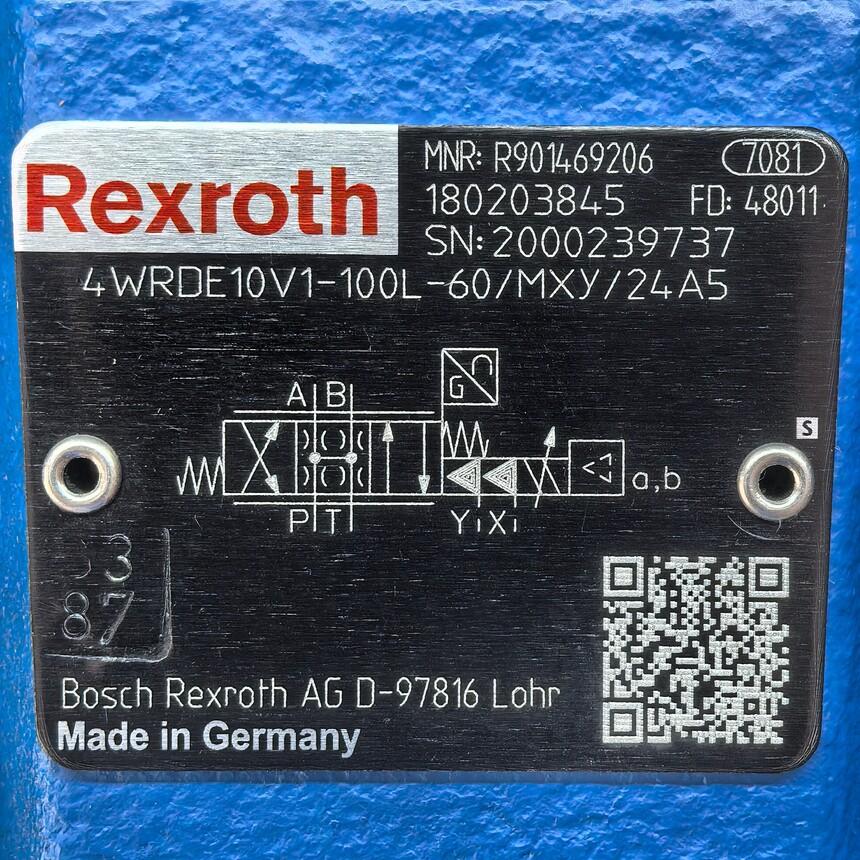 Rexroth
MNR: R901469206 7081
180203845 FD: 48011
SN: 2000239737
4WRDE10V1-100L-60/MXY/24A5
G
A B
S
a,b
P T
Y X
3
87
Bosch Rexroth AG D-97816 Lohr
Made in Germany